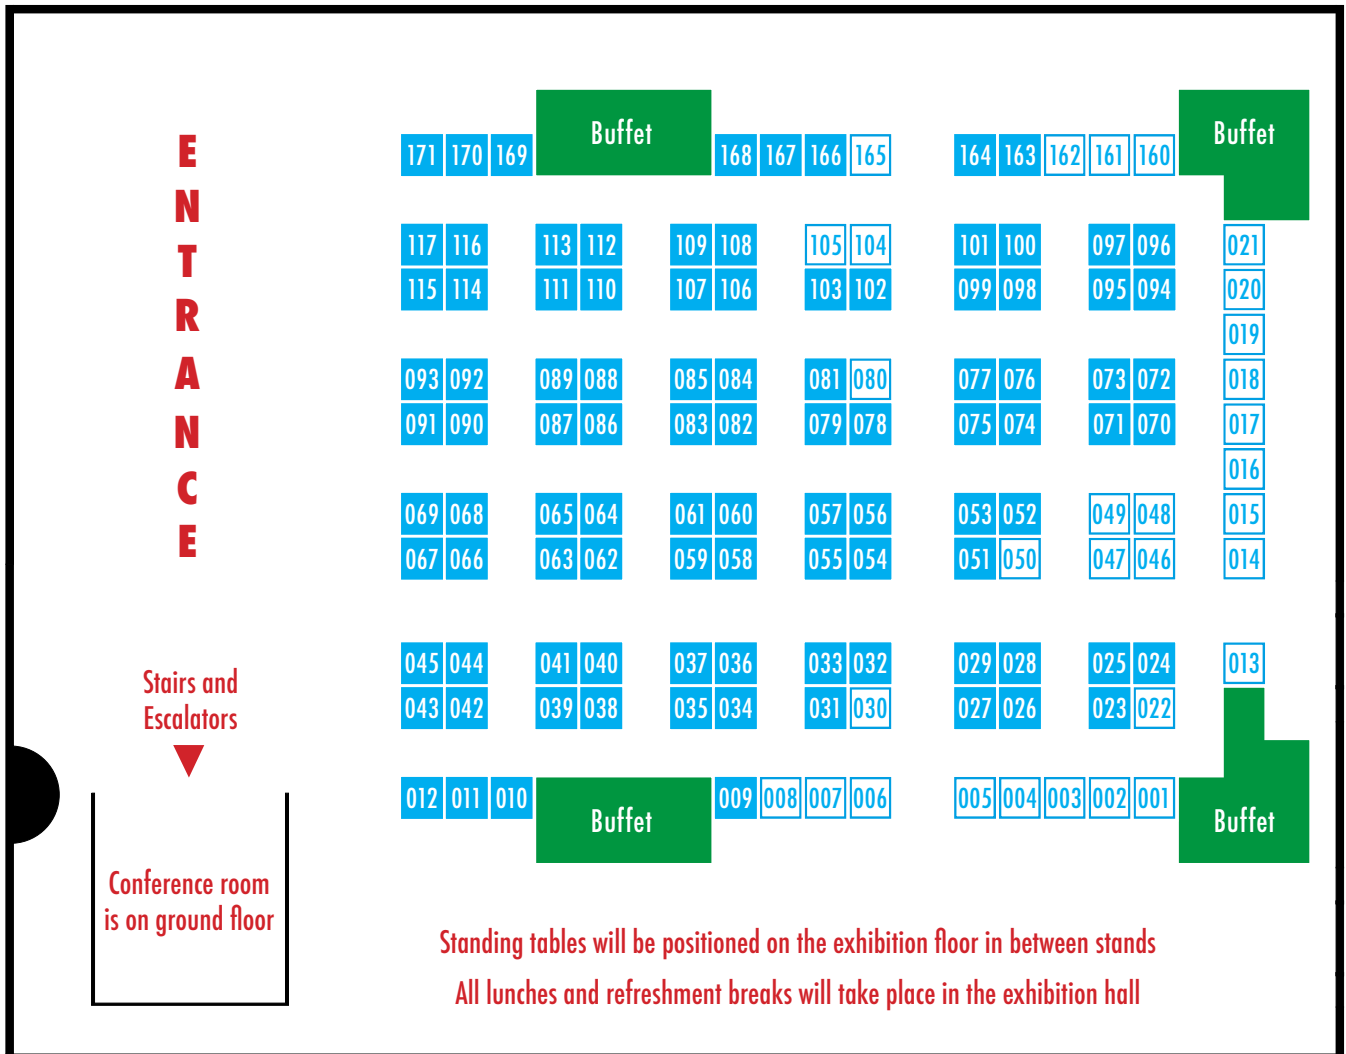 Buffet
Buffet
171 170 169 168 167 166 165 164 163 162 161 160
117 116 113 112 109 108 105 104 101 100 097 096 021
115 114 111 110 107 106 103 102 099 098 095 094 020
019
093 092 089 088 085 084 081 080 077 076 073 072 018
091 090 087 086 083 082 079 078 075 074 071 070 017
016
069 068 065 064 061 060 057 056 053 052 049 048 015
067 066 063 062 059 058 055 054 051 050 047 046 014
045 044 041 040 037 036 033 032 029 028 025 024 013
043 042 039 038 035 034 031 030 027 026 023 022
012 011 010 009 008 007 006 005 004 003 002 001
Buffet
Buffet
ENTRANCE
Stairs and
Escalators
Conference room
is on ground floor
Standing tables will be positioned on the exhibition floor in between stands
All lunches and refreshment breaks will take place in the exhibition hall